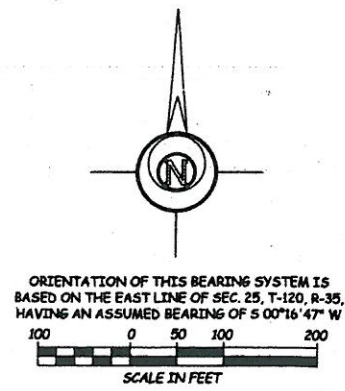 N
ORIENTATION OF THIS BEARING SYSTEM IS
BASED ON THE EAST LINE OF SEC. 25, T-120, R-35,
HAVING AN ASSUMED BEARING OF S 00°16'47" W
100 0 50 100 200
SCALE IN FEET